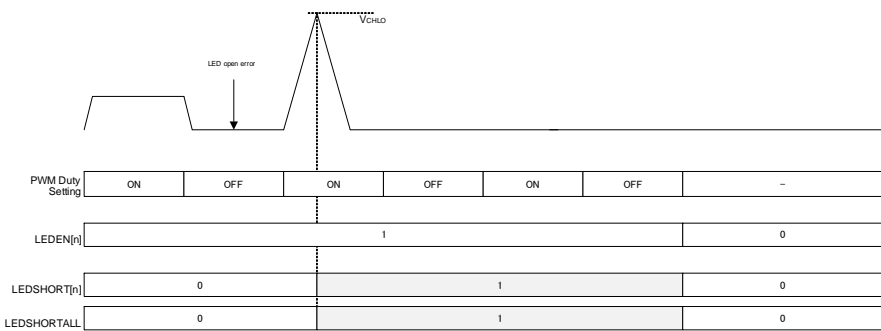 VCHLO
LED open error
PWM Duty
Setting
ON OFF ON OFF ON OFF –
LEDEN[n] 1 0
LEDSHORT[n] 0 1 0
LEDSHORTALL 0 1 0